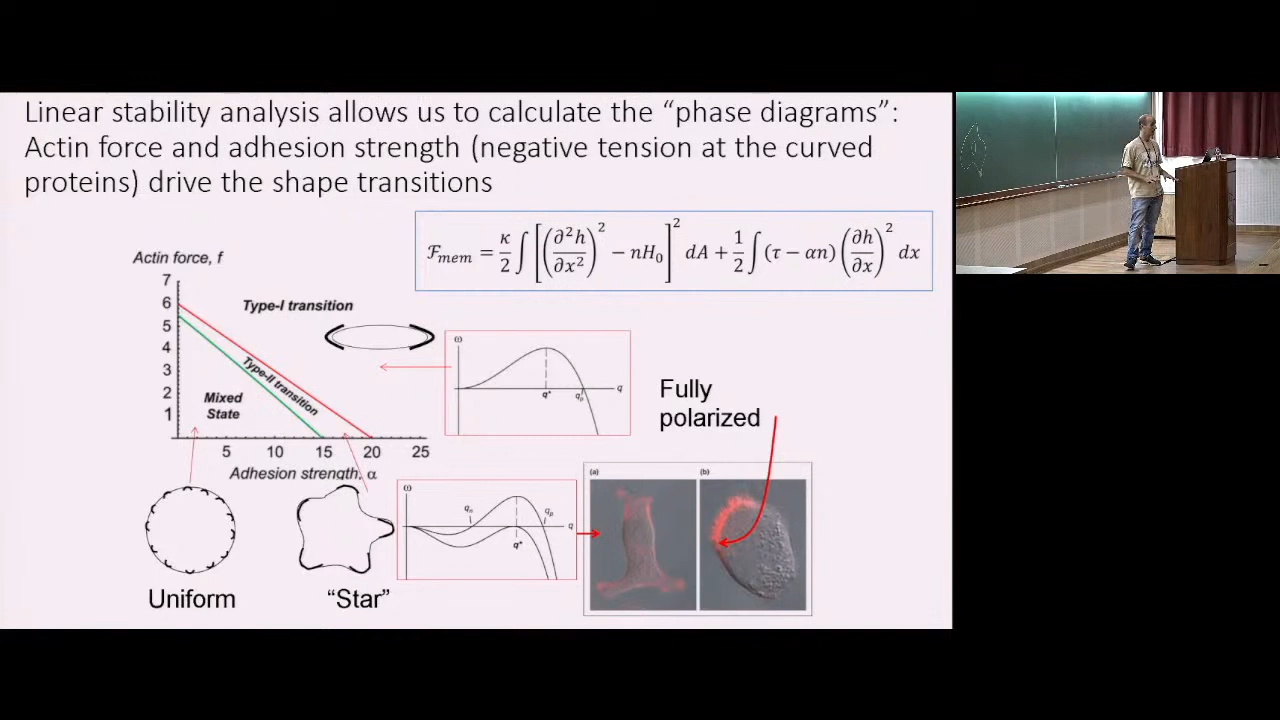 Linear stability analysis allows us to calculate the “phase diagrams”:
Actin force and adhesion strength (negative tension at the curved
proteins) drive the shape transitions
ℱ_mem = κ/2 ∫ [(∂²h/∂x²)² − nH₀]² dA + 1/2 ∫ (τ − αn) (∂h/∂x)² dx
Actin force, f
7
6
5
4
3
2
1
Type-I transition
Type-II transition
Mixed
State
5 10 15 20 25
Adhesion strength, α
ω
q
q*
q_p
Fully
polarized
ω
q_n
q_p
q
q*
(a) (b)
Uniform
“Star”